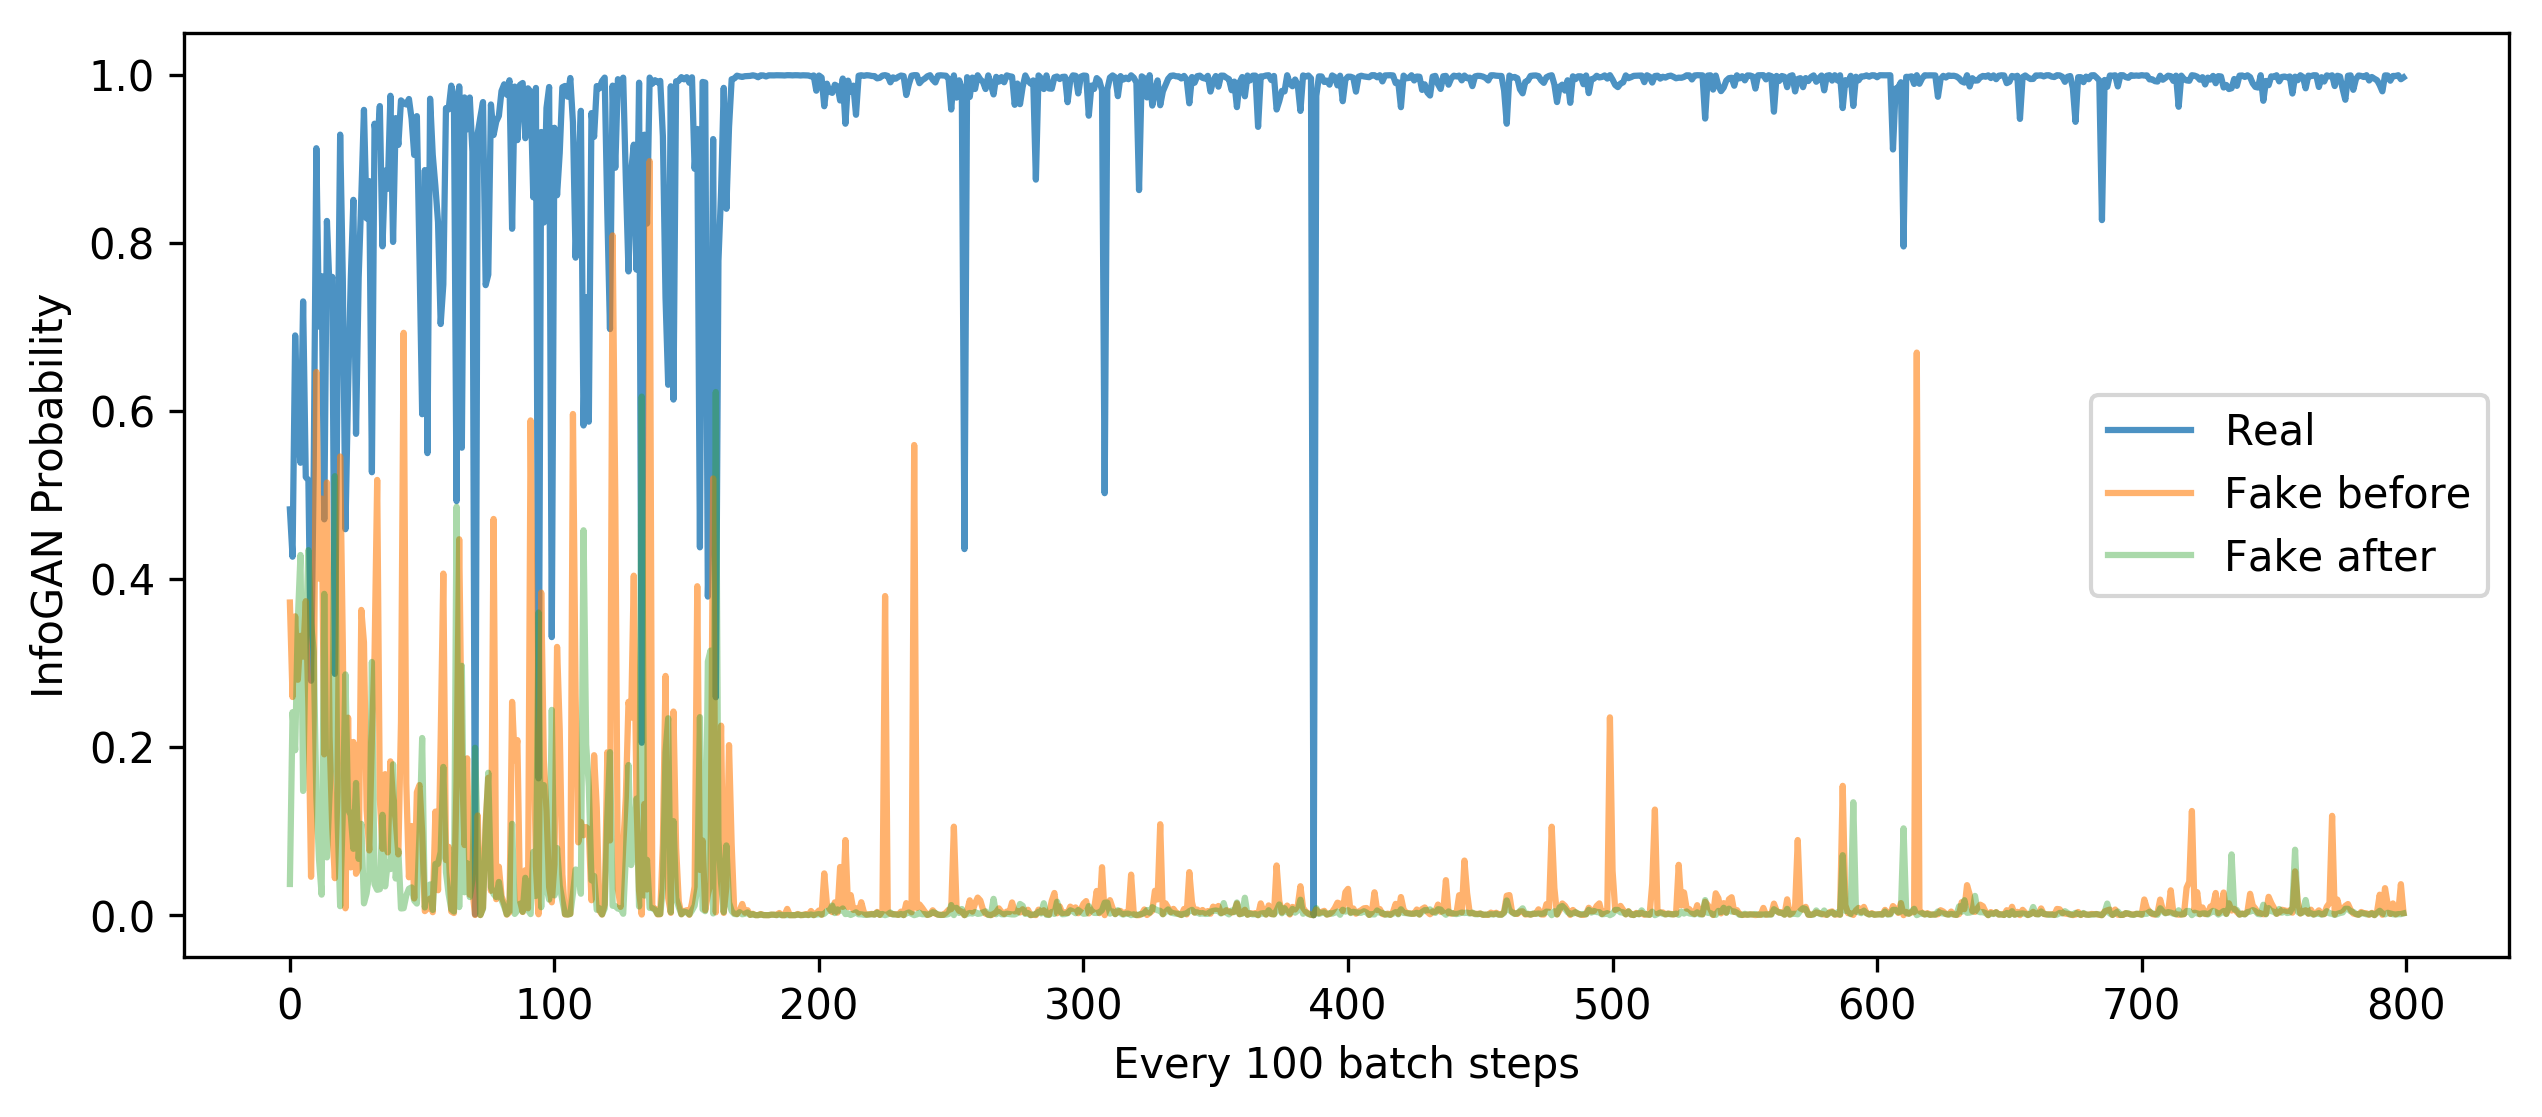 1.0
0.8
0.6
0.4
0.2
0.0
InfoGAN Probability
Real
Fake before
Fake after
0 100 200 300 400 500 600 700 800
Every 100 batch steps